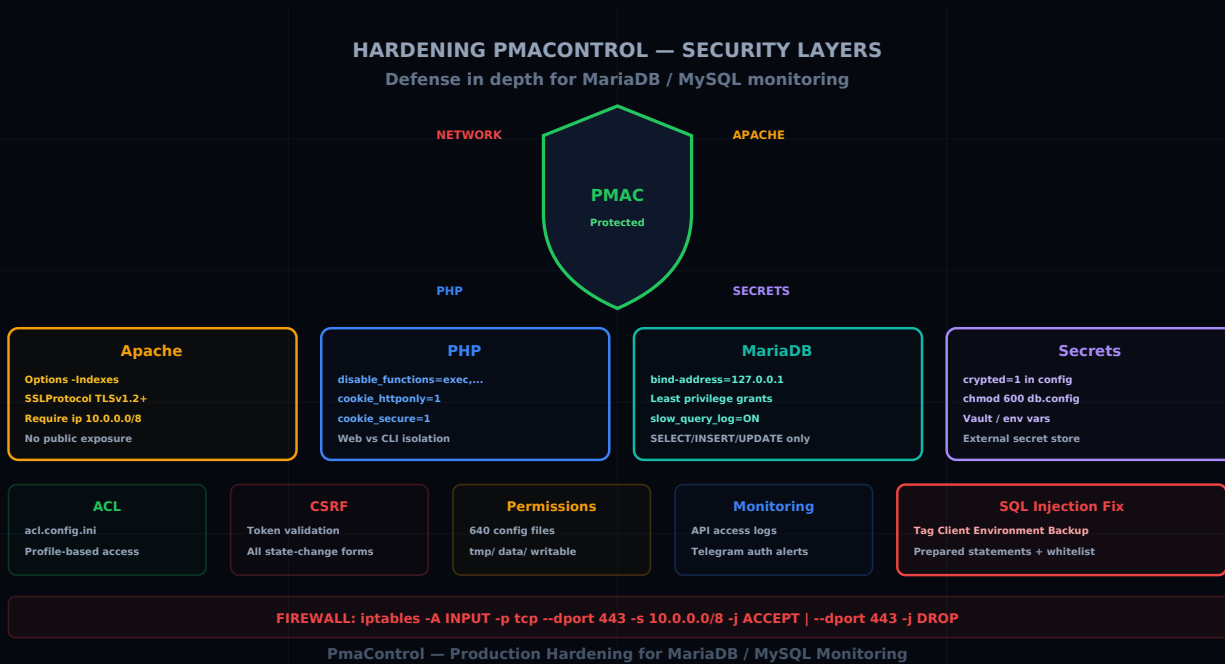 HARDENING PMACONTROL — SECURITY LAYERS
Defense in depth for MariaDB / MySQL monitoring
NETWORK
APACHE
PMAC
Protected
PHP
SECRETS
Apache
Options -Indexes
SSLProtocol TLSv1.2+
Require ip 10.0.0.0/8
No public exposure
PHP
disable_functions=exec,...
cookie_httponly=1
cookie_secure=1
Web vs CLI isolation
MariaDB
bind-address=127.0.0.1
Least privilege grants
slow_query_log=ON
SELECT/INSERT/UPDATE only
Secrets
crypted=1 in config
chmod 600 db.config
Vault / env vars
External secret store
ACL
acl.config.ini
Profile-based access
CSRF
Token validation
All state-change forms
Permissions
640 config files
tmp/ data/ writable
Monitoring
API access logs
Telegram auth alerts
SQL Injection Fix
Tag Client Environment Backup
Prepared statements + whitelist
FIREWALL: iptables -A INPUT -p tcp --dport 443 -s 10.0.0.0/8 -j ACCEPT | --dport 443 -j DROP
PmaControl — Production Hardening for MariaDB / MySQL Monitoring